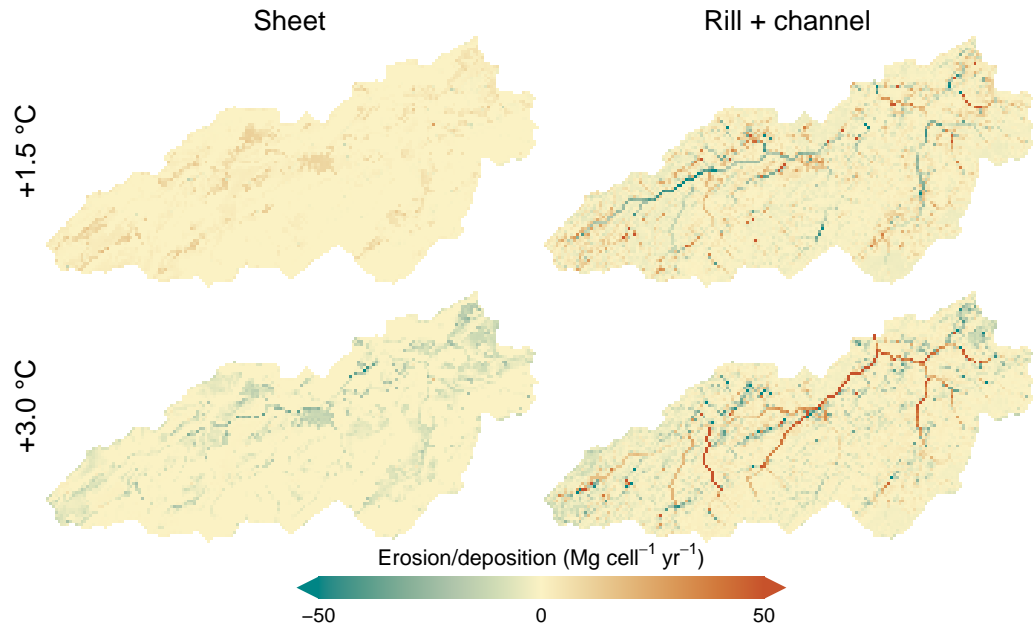 Sheet
Rill + channel
+1.5 °C
+3.0 °C
Erosion/deposition (Mg cell⁻¹ yr⁻¹)
−50
0
50